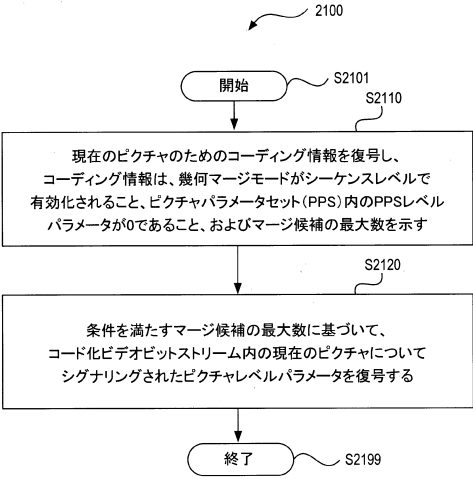 2100
開始
S2101
S2110
現在のピクチャのためのコーディング情報を復号し、
コーディング情報は、幾何マージモードがシーケンスレベルで
有効化されること、ピクチャパラメータセット（PPS）内のPPSレベル
パラメータが0であること、およびマージ候補の最大数を示す
S2120
条件を満たすマージ候補の最大数に基づいて、
コード化ビデオビットストリーム内の現在のピクチャについて
シグナリングされたピクチャレベルパラメータを復号する
終了
S2199